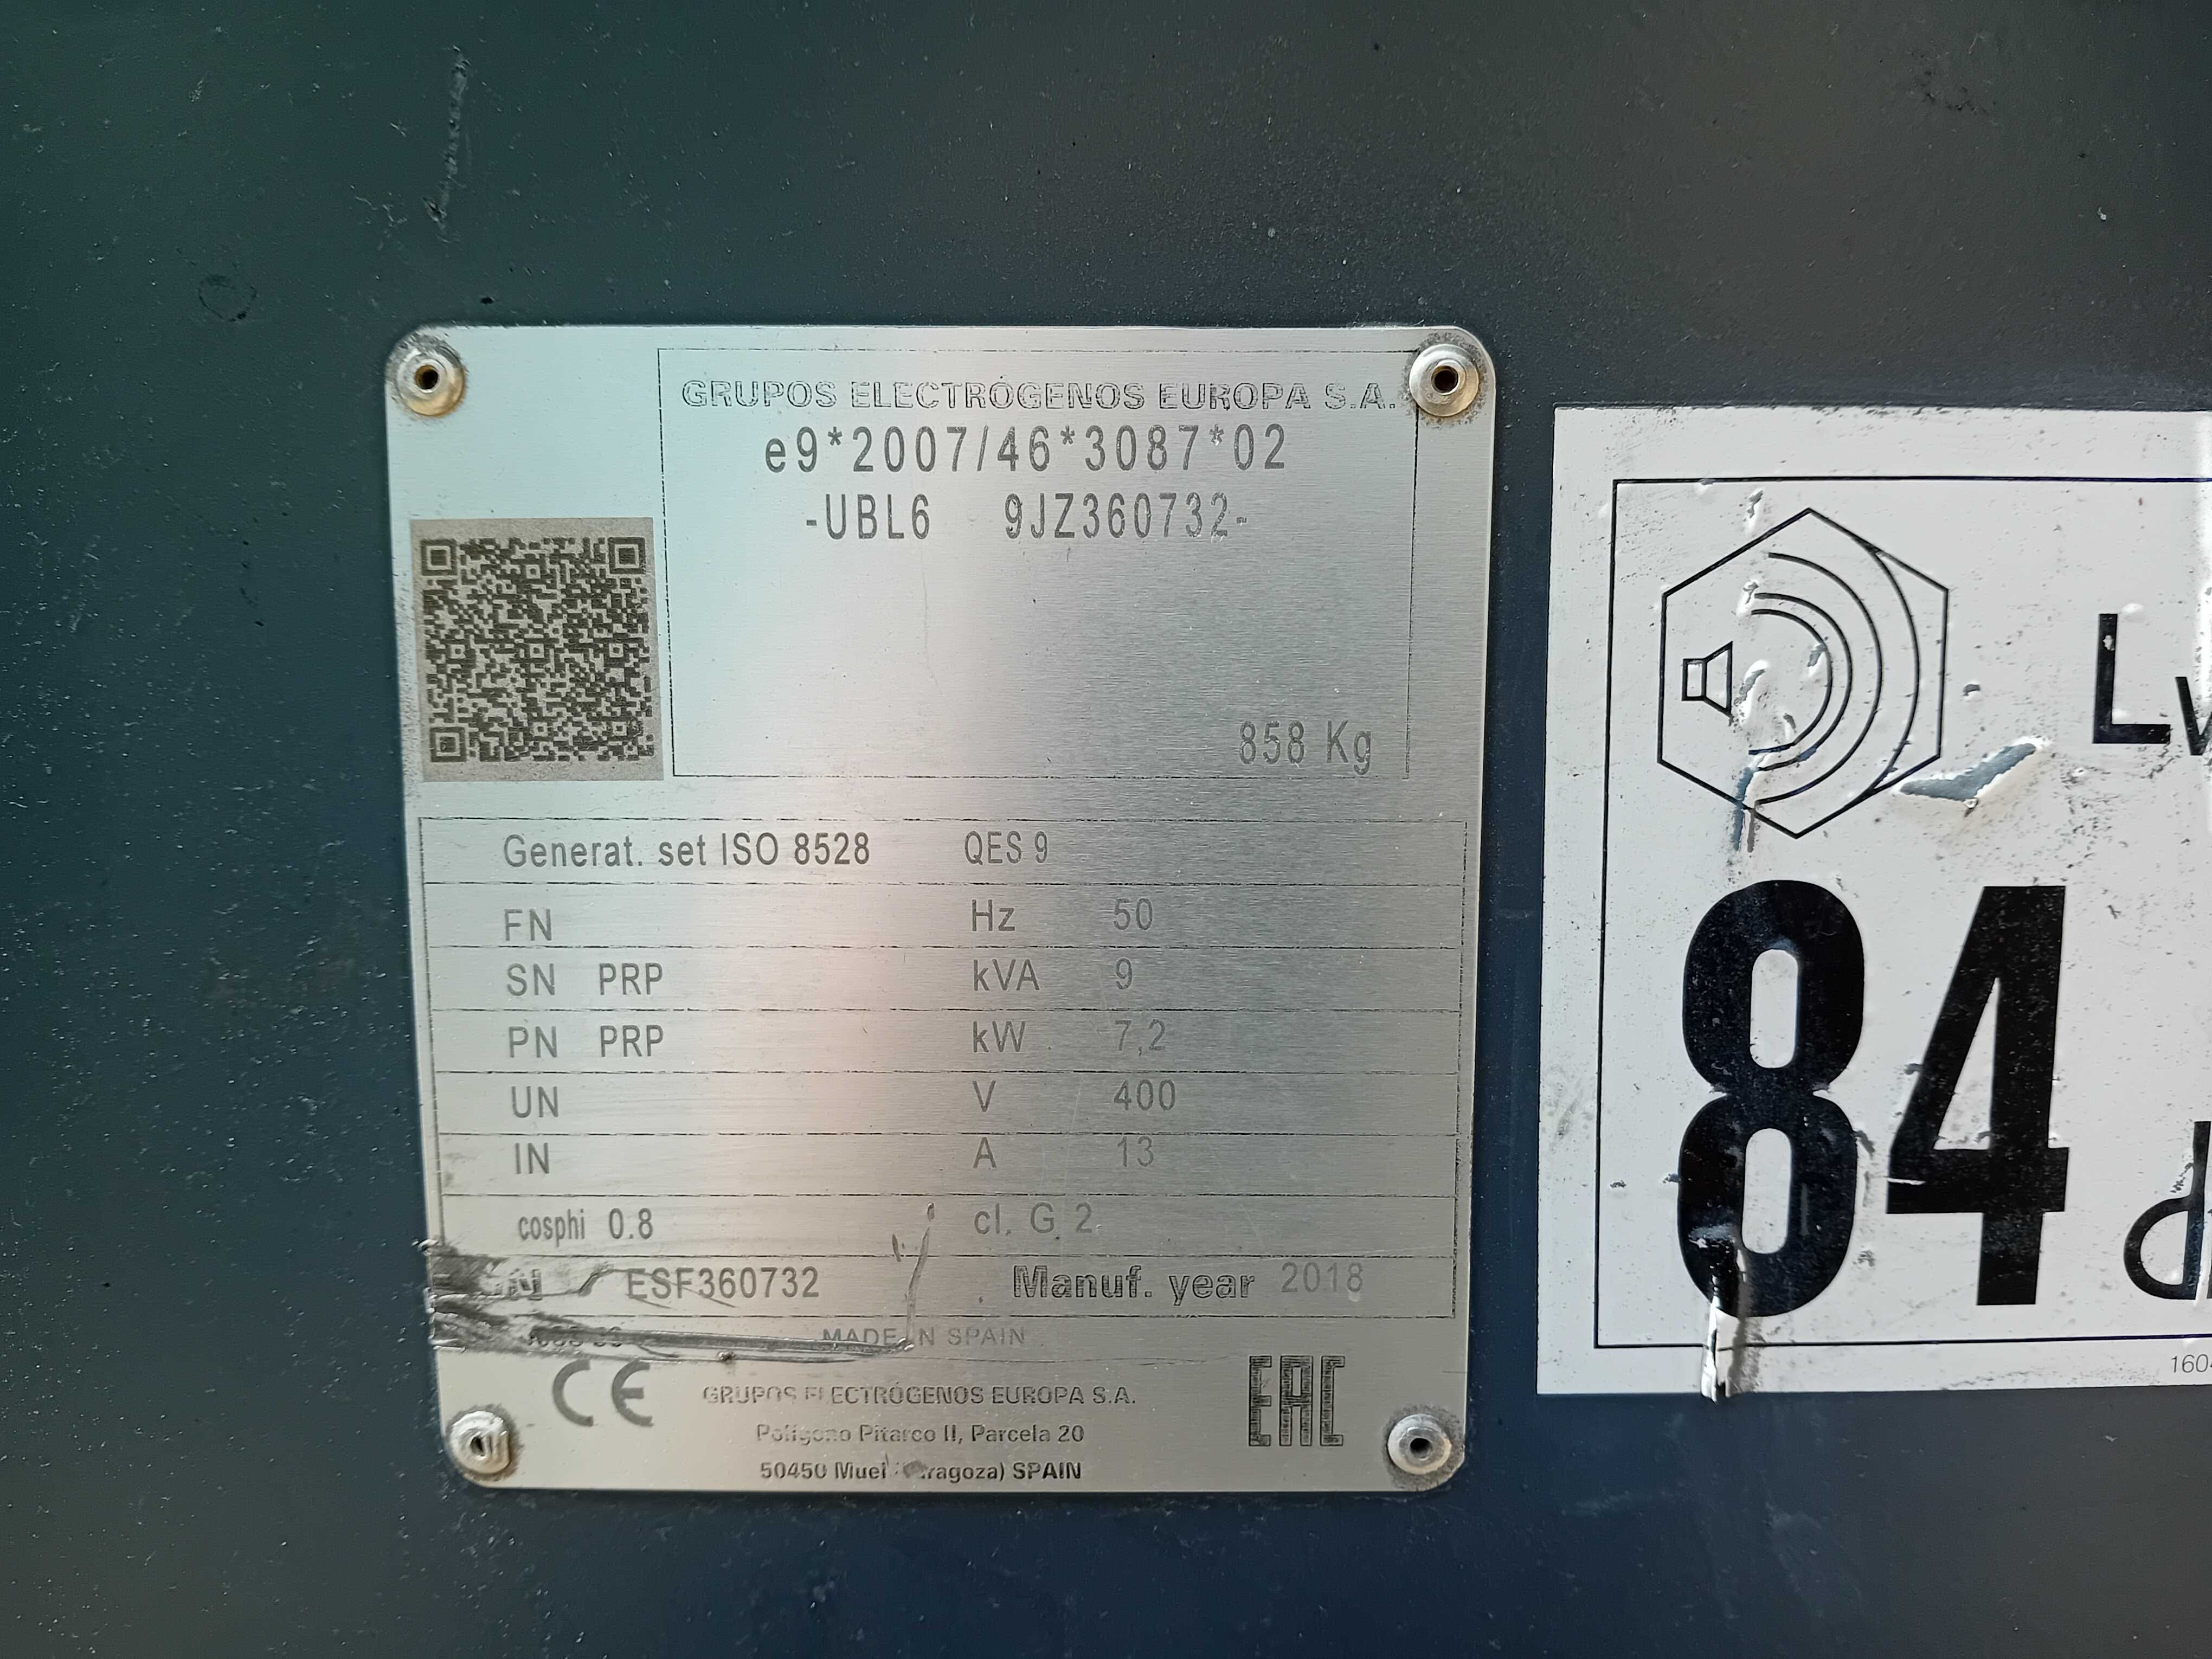 GRUPOS ELECTRÓGENOS EUROPA S.A.
e9*2007/46*3087*02
-UBL6 9JZ360732-
858 Kg
Generat. set ISO 8528 QES 9
FN Hz 50
SN PRP kVA 9
PN PRP kW 7,2
UN V 400
IN A 13
cosphi 0.8 cl. G 2
ESF360732 Manuf. year 2018
MADE IN SPAIN
CE
GRUPOS ELECTRÓGENOS EUROPA S.A.
Polígono Pitarco II, Parcela 20
50450 Muel SPAIN
EAC
L
84
160